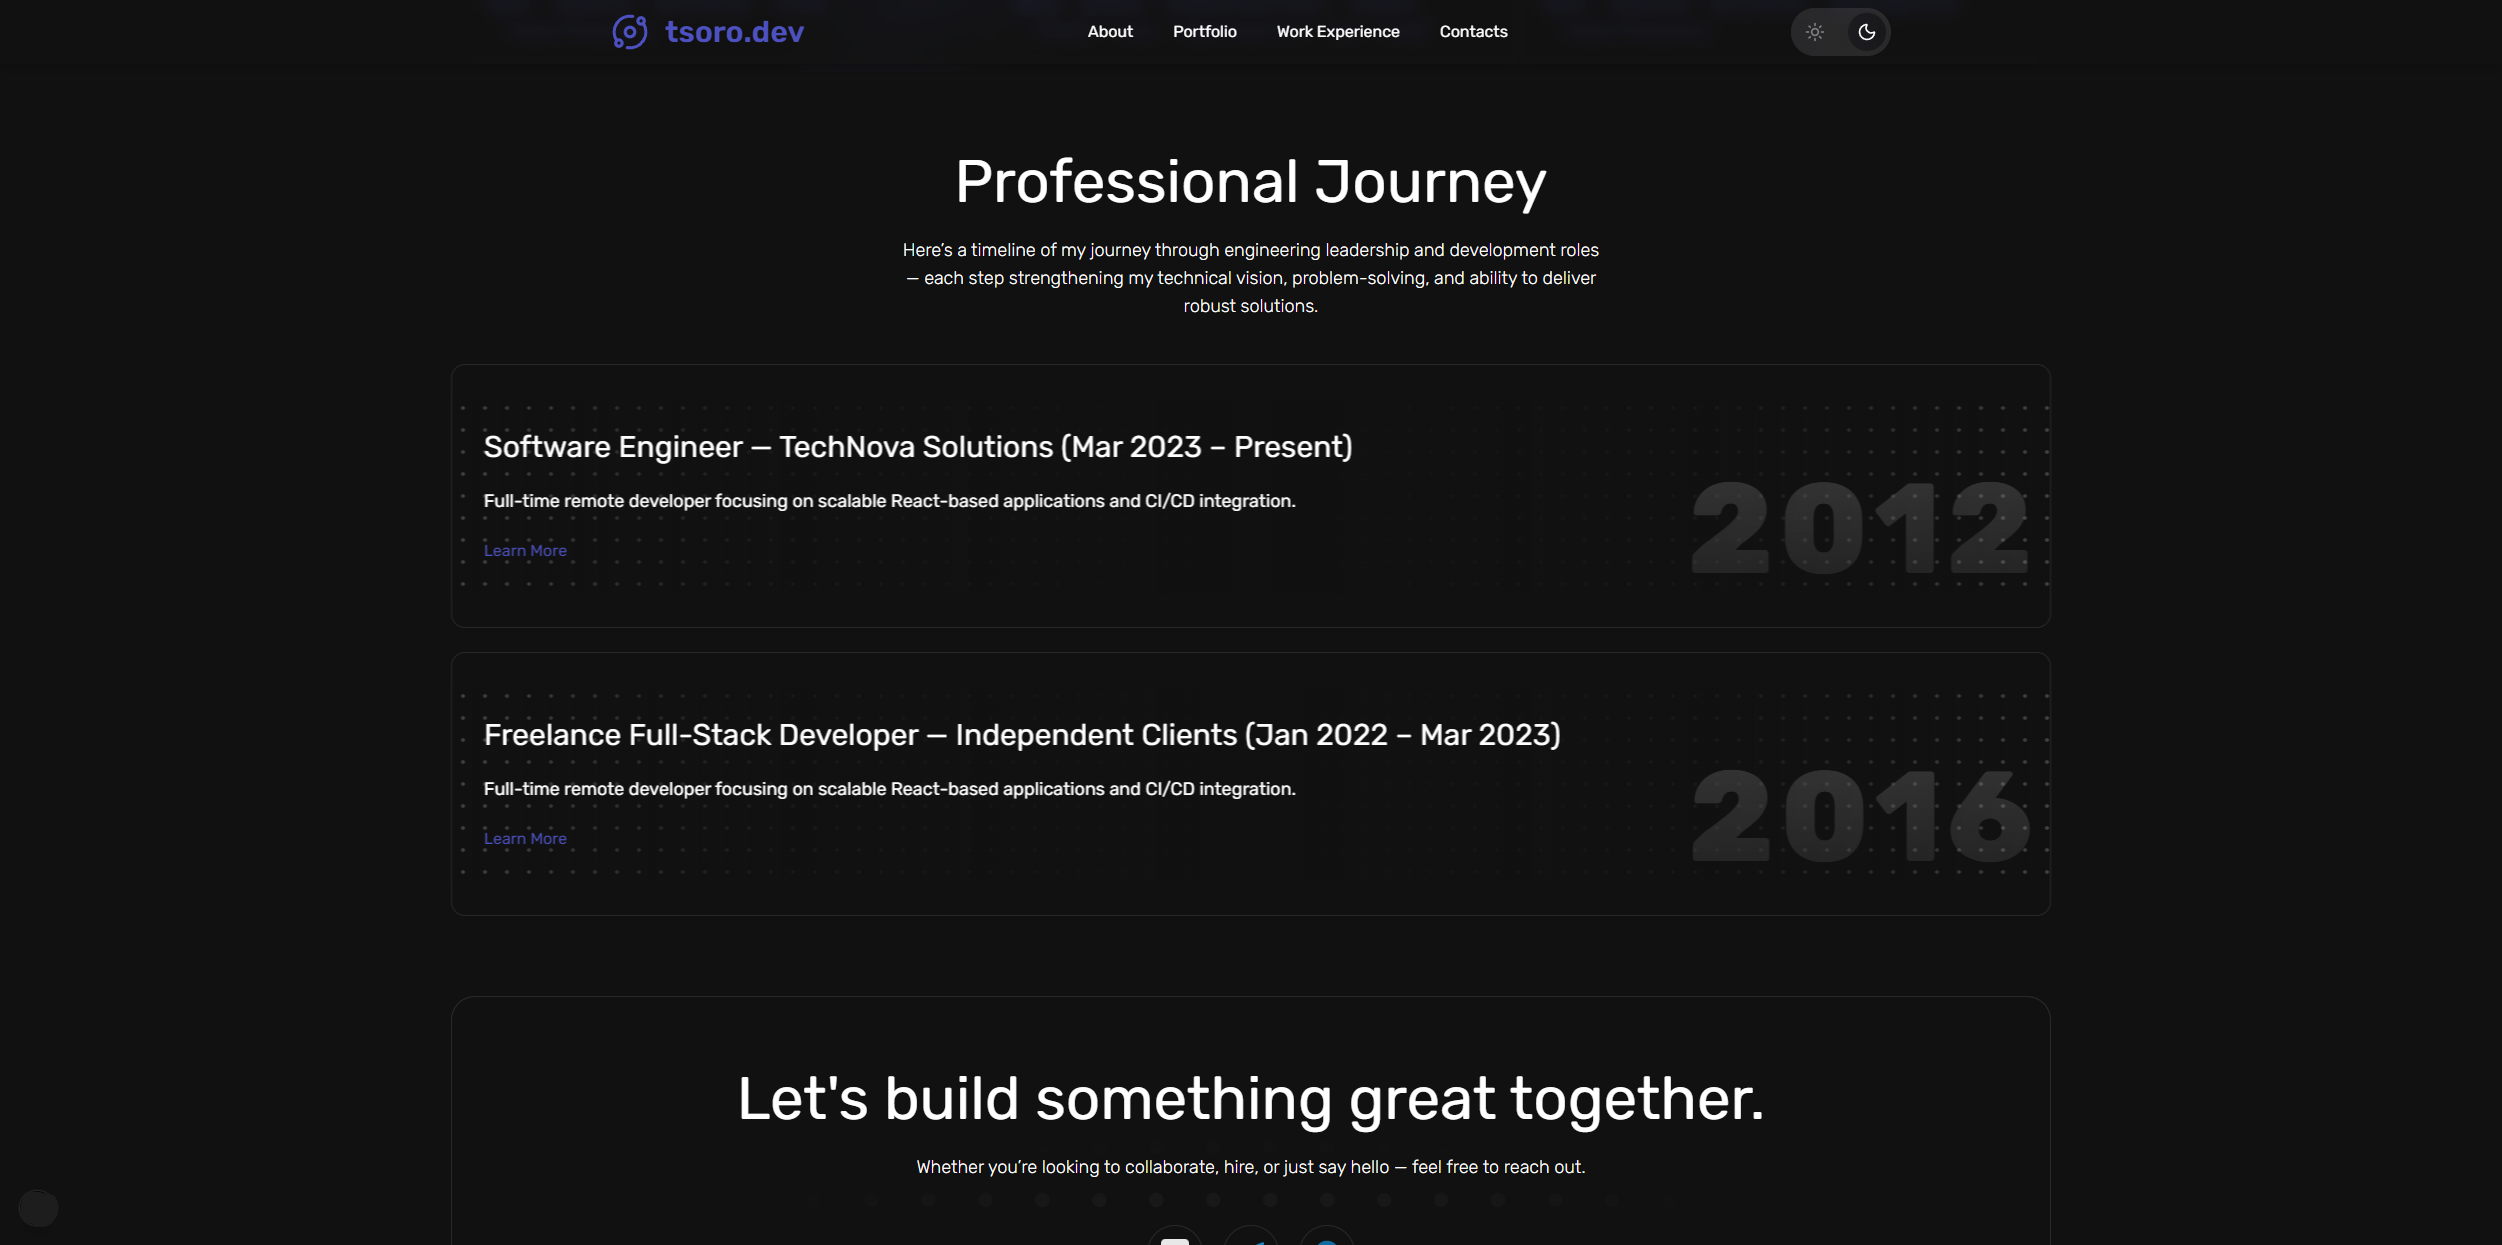 tsoro.dev
About
Portfolio
Work Experience
Contacts
Professional Journey
Here’s a timeline of my journey through engineering leadership and development roles
— each step strengthening my technical vision, problem-solving, and ability to deliver
robust solutions.
Software Engineer — TechNova Solutions (Mar 2023 – Present)
Full-time remote developer focusing on scalable React-based applications and CI/CD integration.
Learn More
2012
Freelance Full-Stack Developer — Independent Clients (Jan 2022 – Mar 2023)
Full-time remote developer focusing on scalable React-based applications and CI/CD integration.
Learn More
2016
Let's build something great together.
Whether you’re looking to collaborate, hire, or just say hello — feel free to reach out.